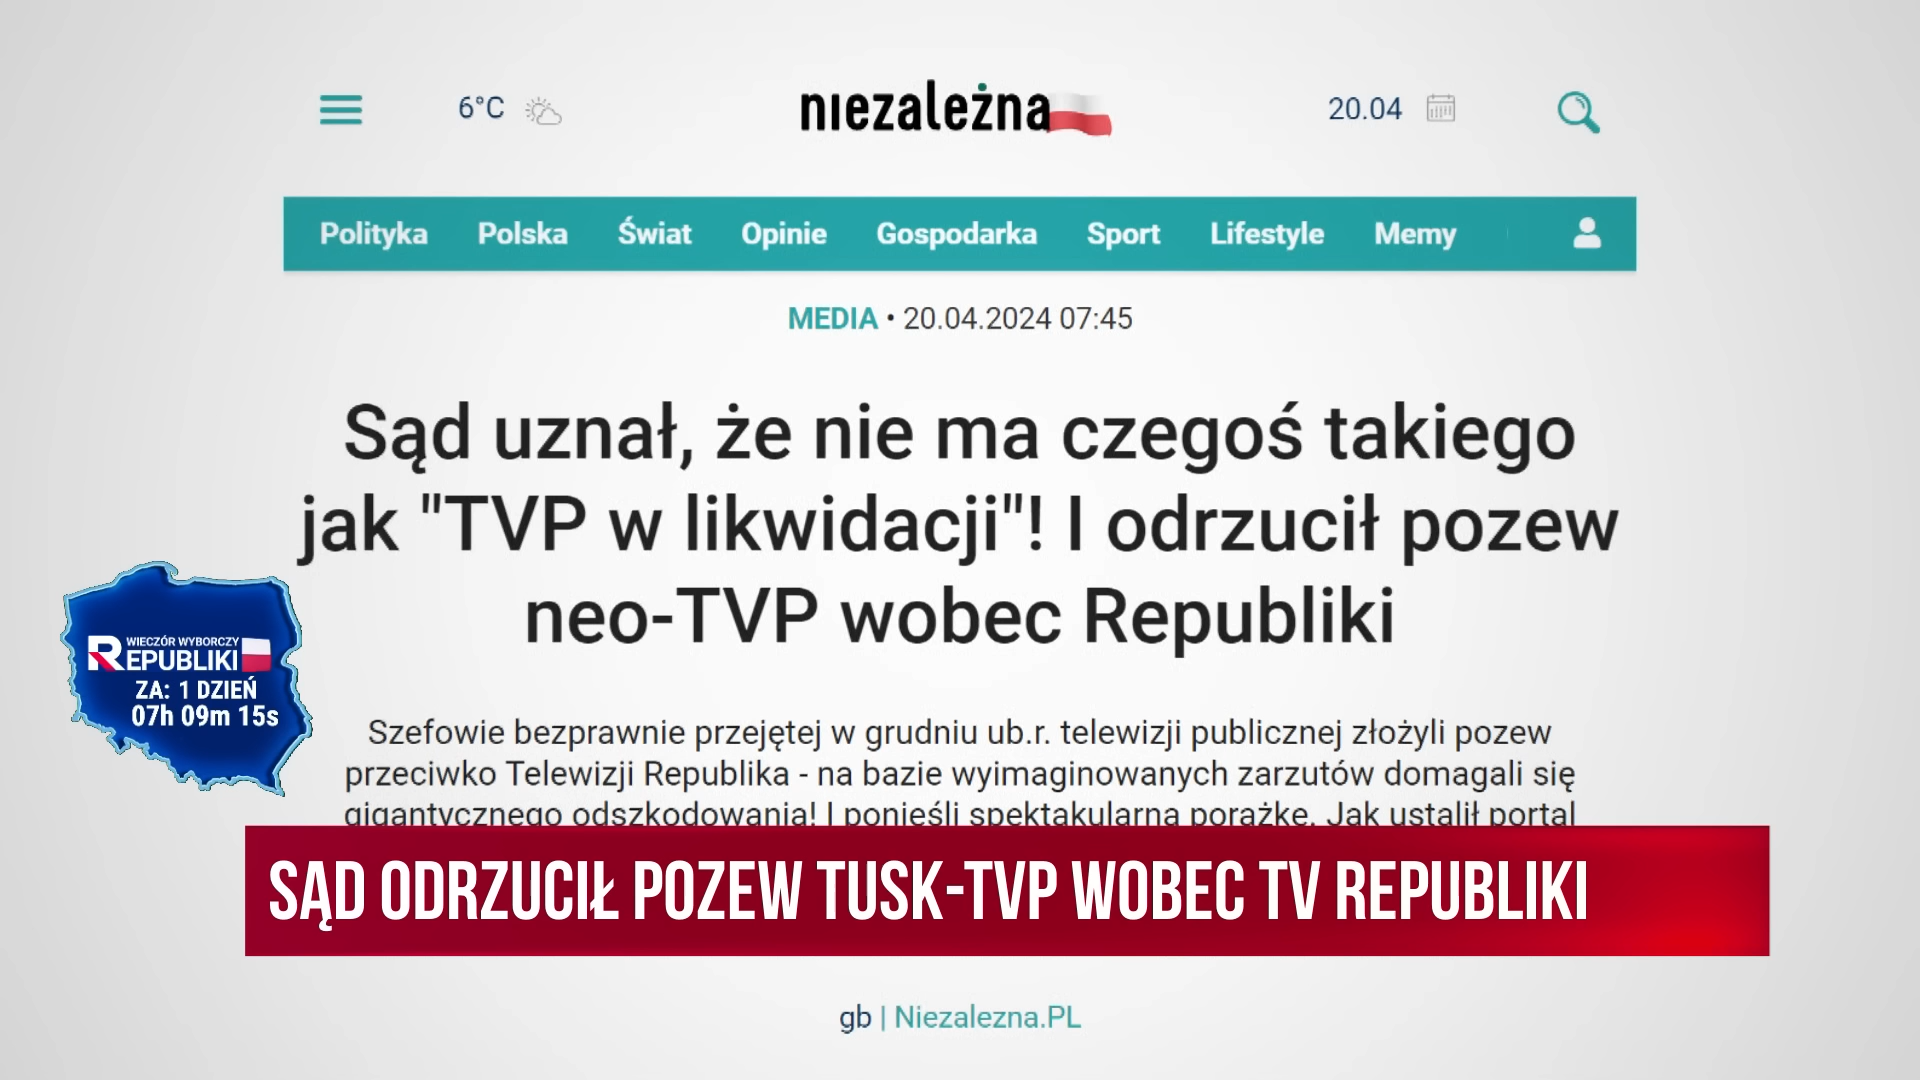 6°C
niezależna
20.04
Polityka Polska Świat Opinie Gospodarka Sport Lifestyle Memy
MEDIA • 20.04.2024 07:45
Sąd uznał, że nie ma czegoś takiego
jak "TVP w likwidacji"! I odrzucił pozew
neo-TVP wobec Republiki
WIECZÓR WYBORCZY
REPUBLIKI
ZA: 1 DZIEŃ
07h 09m 15s
Szefowie bezprawnie przejętej w grudniu ub.r. telewizji publicznej złożyli pozew
przeciwko Telewizji Republika - na bazie wyimaginowanych zarzutów domagali się
gigantycznego odszkodowania! I ponieśli spektakularną porażkę. Jak ustalił portal
SĄD ODRZUCIŁ POZEW TUSK-TVP WOBEC TV REPUBLIKI
gb | Niezalezna.PL